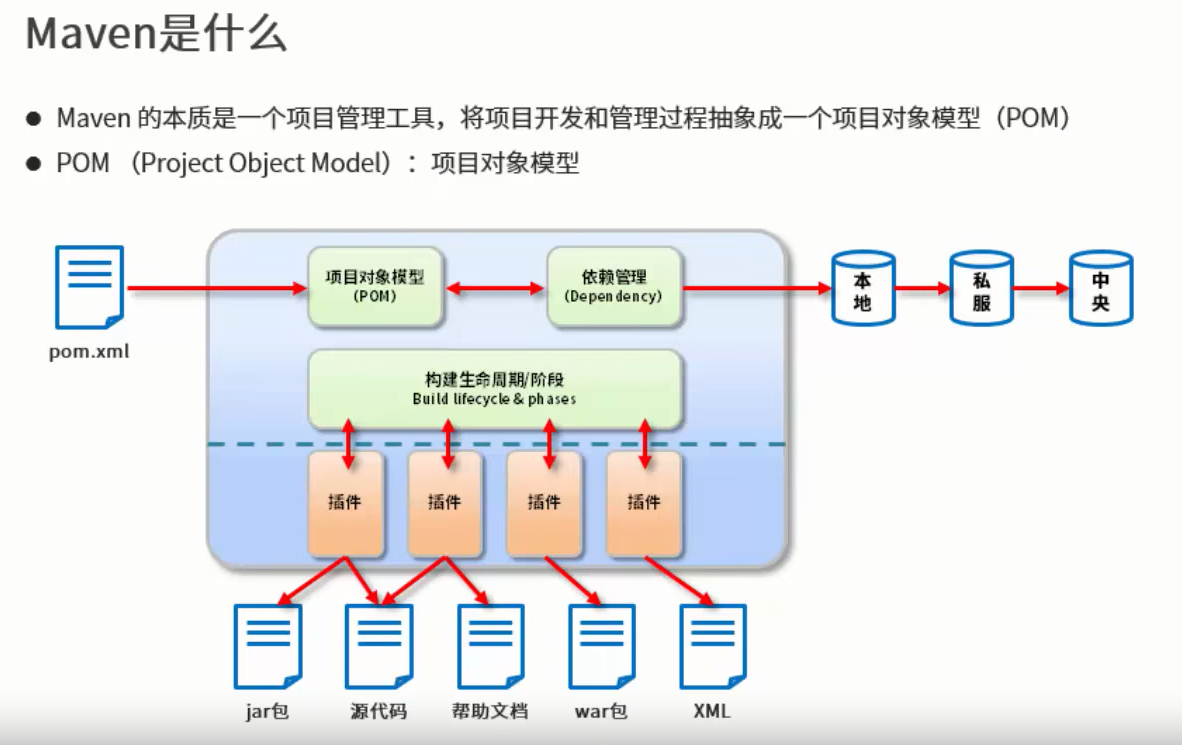 Maven是什么
● Maven 的本质是一个项目管理工具，将项目开发和管理过程抽象成一个项目对象模型（POM）
● POM （Project Object Model）：项目对象模型
项目对象模型
（POM）
依赖管理
（Dependency）
本
地
私
服
中
央
pom.xml
构建生命周期/阶段
Build lifecycle & phases
插件
插件
插件
插件
jar包
源代码
帮助文档
war包
XML